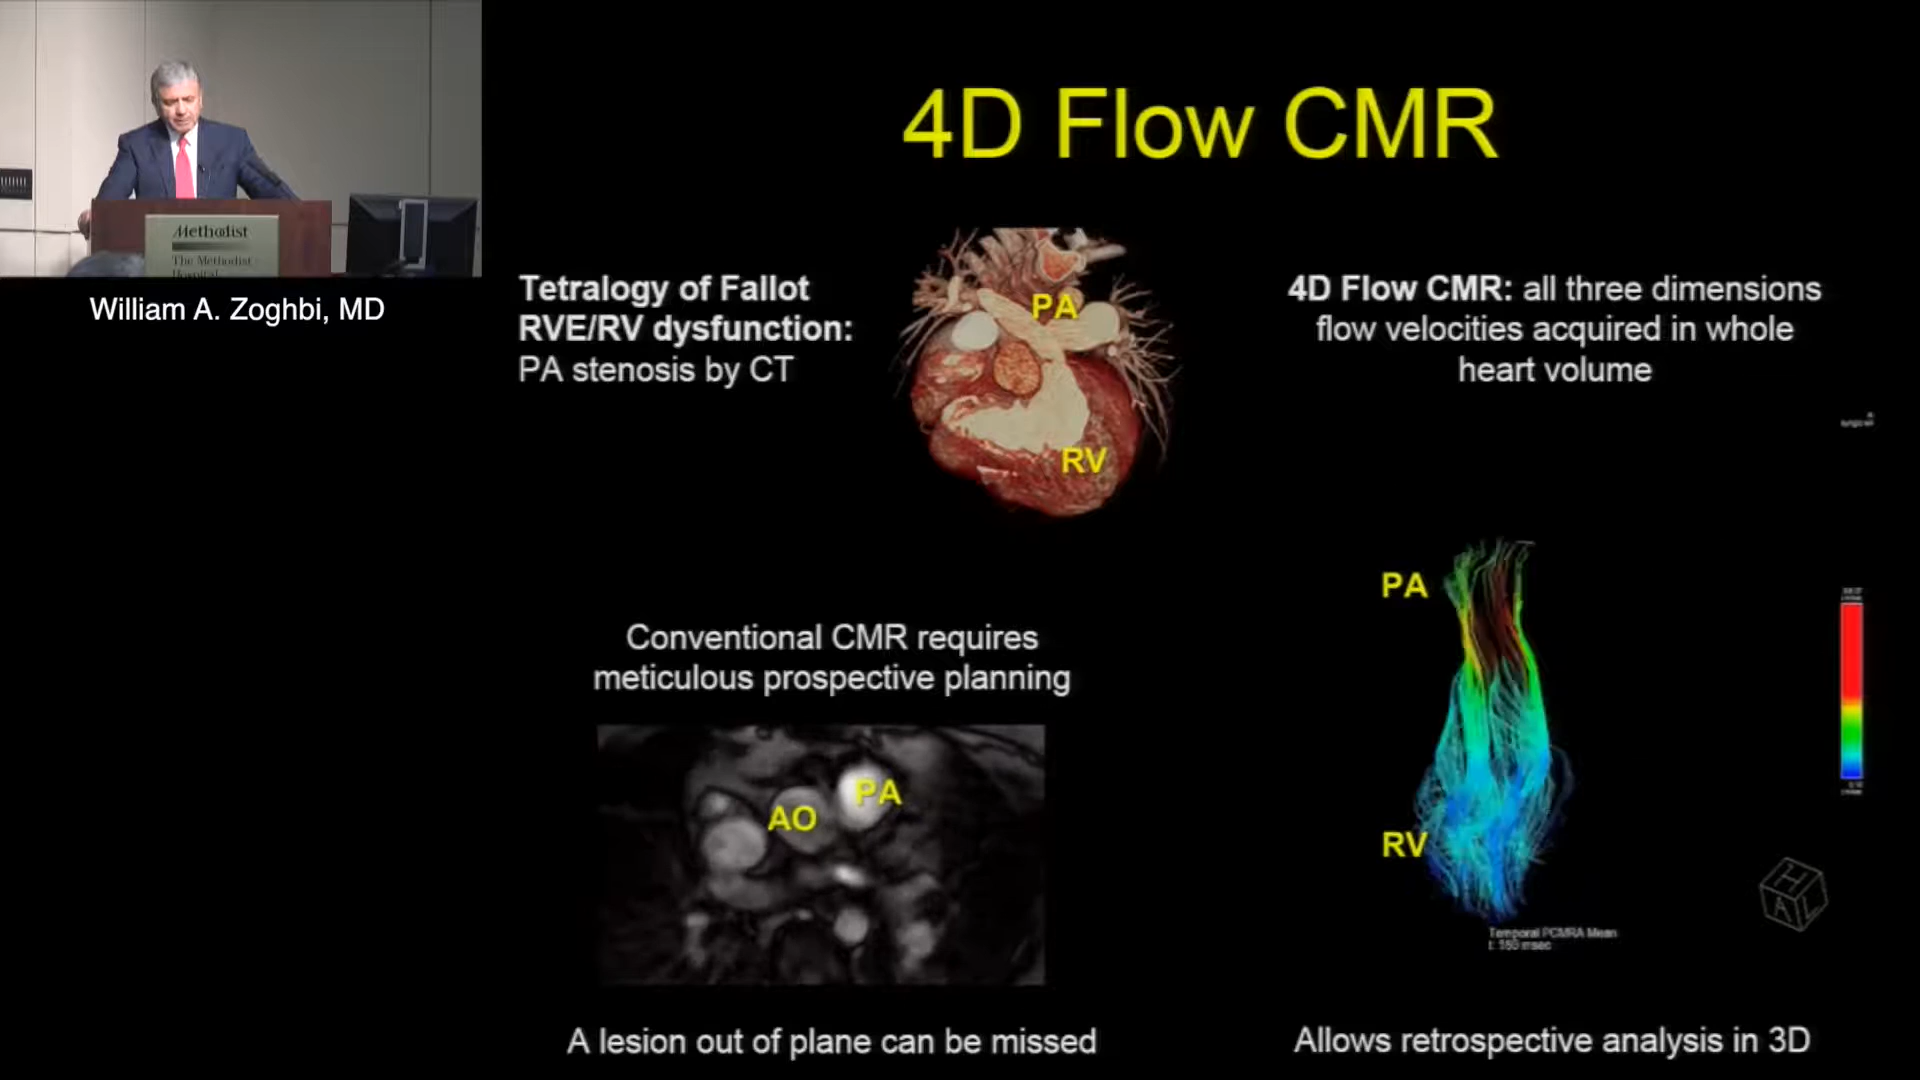 Methodist
The Methodist
Hospital
William A. Zoghbi, MD
4D Flow CMR
Tetralogy of Fallot
RVE/RV dysfunction:
PA stenosis by CT
PA
RV
4D Flow CMR: all three dimensions
flow velocities acquired in whole
heart volume
Conventional CMR requires
meticulous prospective planning
AO
PA
A lesion out of plane can be missed
PA
RV
H
A L
Temporal PCMRA Mean
Allows retrospective analysis in 3D